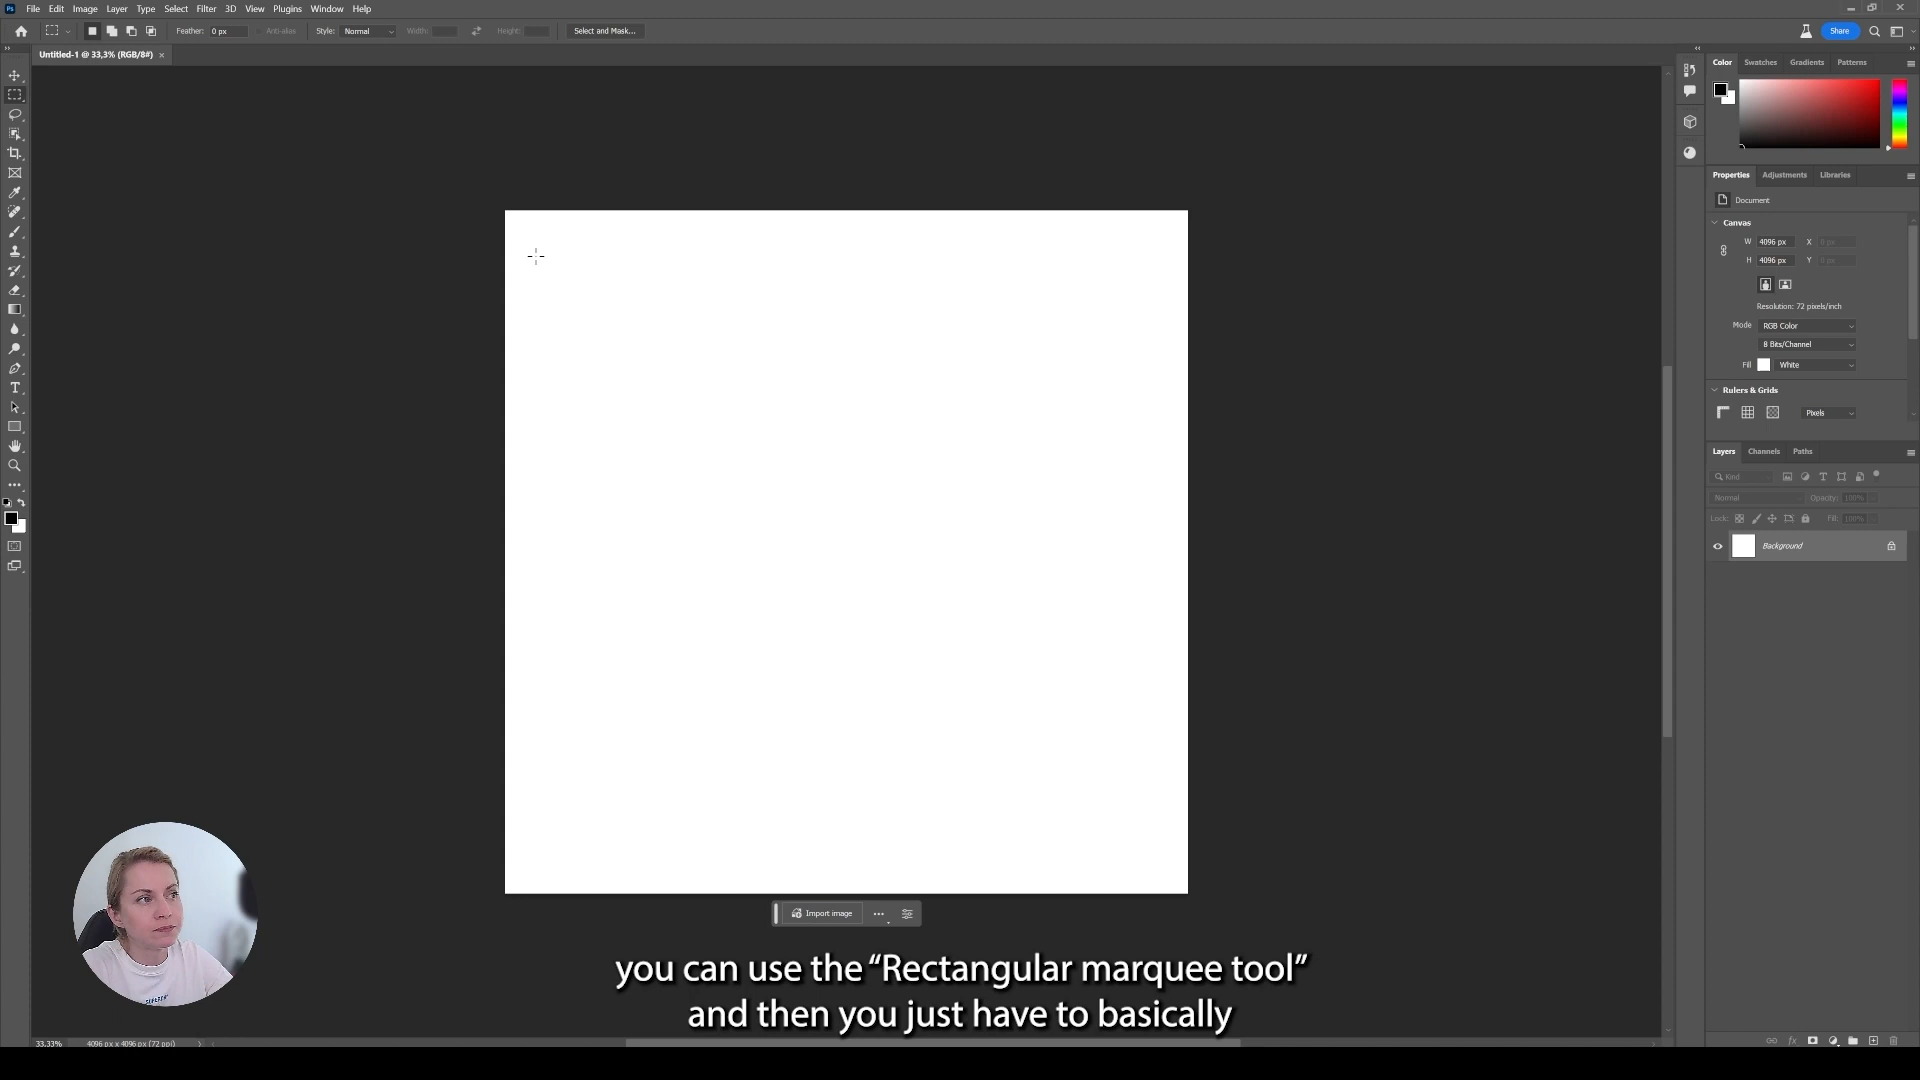 Ps File Edit Image Layer Type Select Filter 3D View Plugins Window Help
Feather: 0 px Anti-alias Style: Normal Width: Height: Select and Mask... Share
Untitled-1 @ 33,3% (RGB/8#) ×
Color Swatches Gradients Patterns
Properties Adjustments Libraries
Document
Canvas
W 4096 px X 0 px
H 4096 px Y 0 px
Resolution: 72 pixels/inch
Mode RGB Color
8 Bits/Channel
Fill White
Rulers & Grids
Pixels
Layers Channels Paths
Kind
Normal Opacity: 100%
Lock: Fill: 100%
Background
Import image
you can use the “Rectangular marquee tool”
and then you just have to basically
33,33% 4096 px x 4096 px (72 ppi)